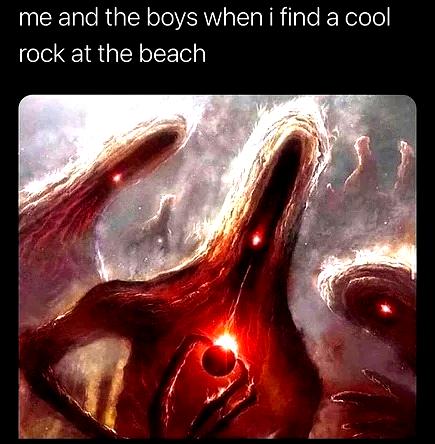 me and the boys when i find a cool
rock at the beach